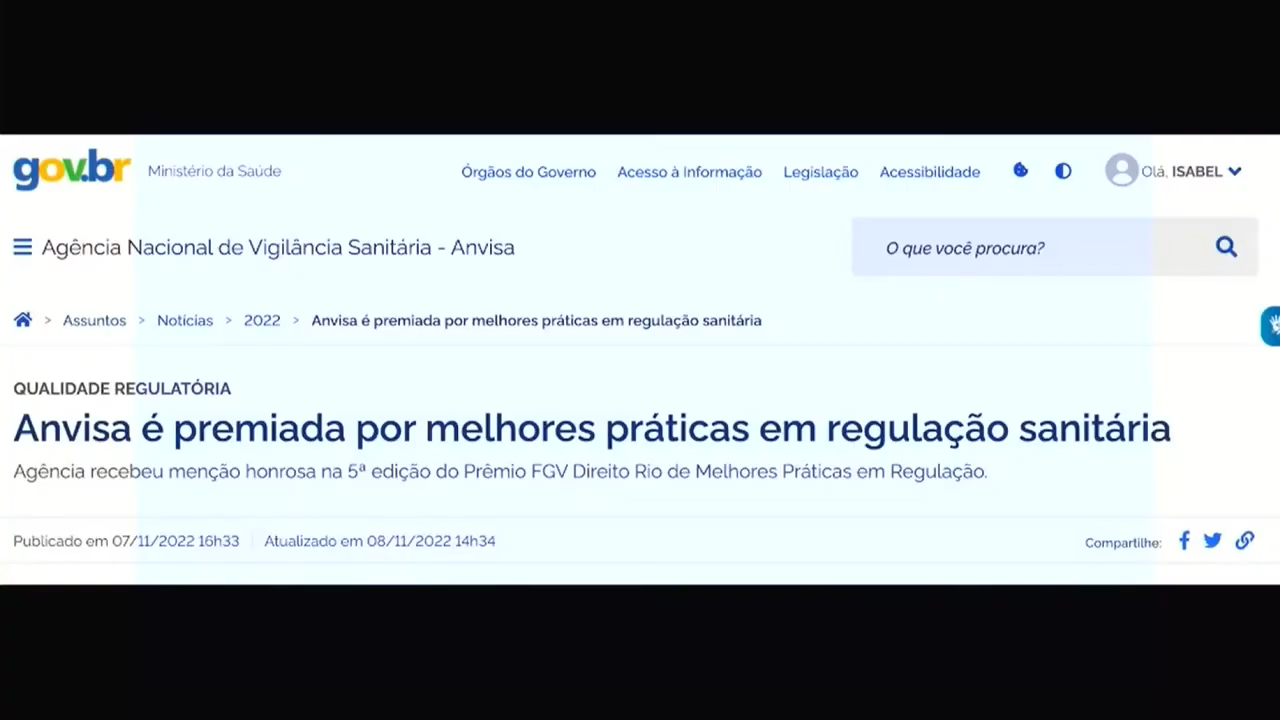 gov.br Ministério da Saúde Órgãos do Governo Acesso à Informação Legislação Acessibilidade Olá, ISABEL
Agência Nacional de Vigilância Sanitária - Anvisa O que você procura?
> Assuntos > Notícias > 2022 > Anvisa é premiada por melhores práticas em regulação sanitária
QUALIDADE REGULATÓRIA
Anvisa é premiada por melhores práticas em regulação sanitária
Agência recebeu menção honrosa na 5ª edição do Prêmio FGV Direito Rio de Melhores Práticas em Regulação.
Publicado em 07/11/2022 16h33 Atualizado em 08/11/2022 14h34 Compartilhe: